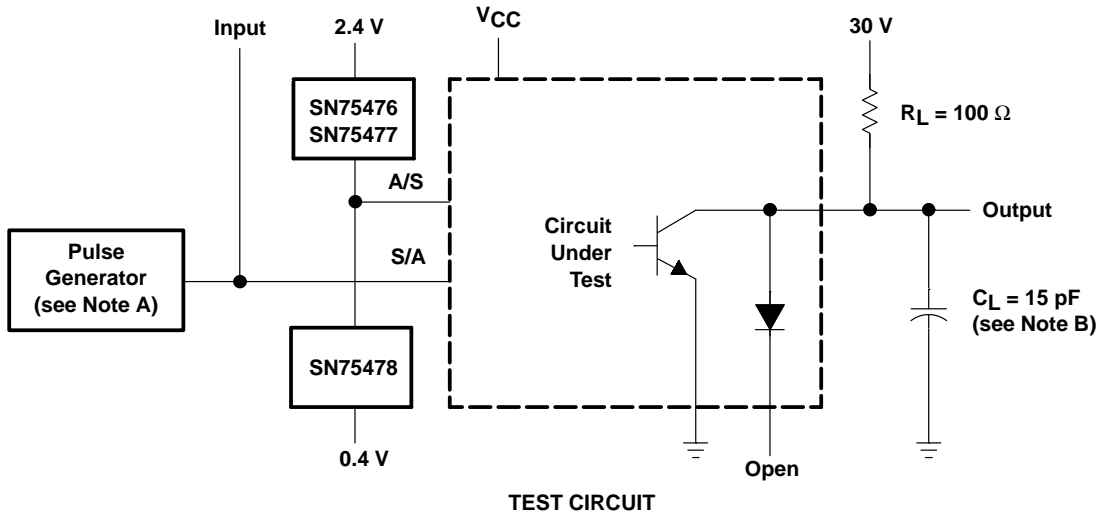 Input
2.4 V
VCC
30 V
SN75476
SN75477
RL = 100 Ω
A/S
Circuit
Under
Test
Output
Pulse
Generator
(see Note A)
S/A
CL = 15 pF
(see Note B)
SN75478
0.4 V
Open
TEST CIRCUIT